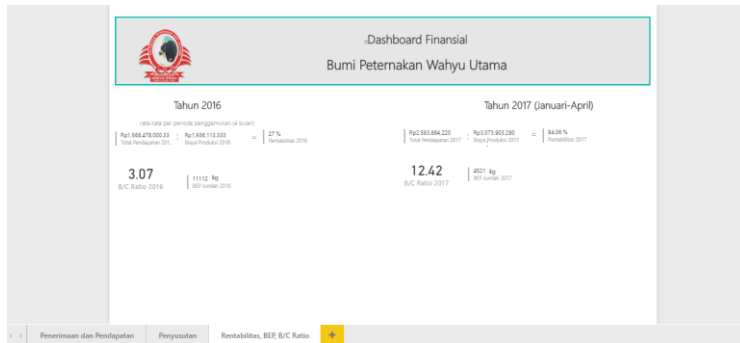 Dashboard Finansial
Bumi Peternakan Wahyu Utama
Tahun 2016
rata-rata per periode penggemukan (4 bulan)
Rp1,566,478,000.33 : Rp1,936,113,333 = 27 %
Total Pendapatan 201... Biaya Produksi 2016 Rentabilitas 2016
3.07
B/C Ratio 2016
11112 kg
BEP Jumlah 2016
Tahun 2017 (Januari-April)
Rp2,583,864,220 : Rp3,073,903,280 = 84.06 %
Total Pendapatan 2017 Biaya Produksi 2017 Rentabilitas 2017
12.42
B/C Ratio 2017
4521 kg
BEP Jumlah 2017
Penerimaan dan Pendapatan Penyusutan Rentabilitas, BEP, B/C Ratio +